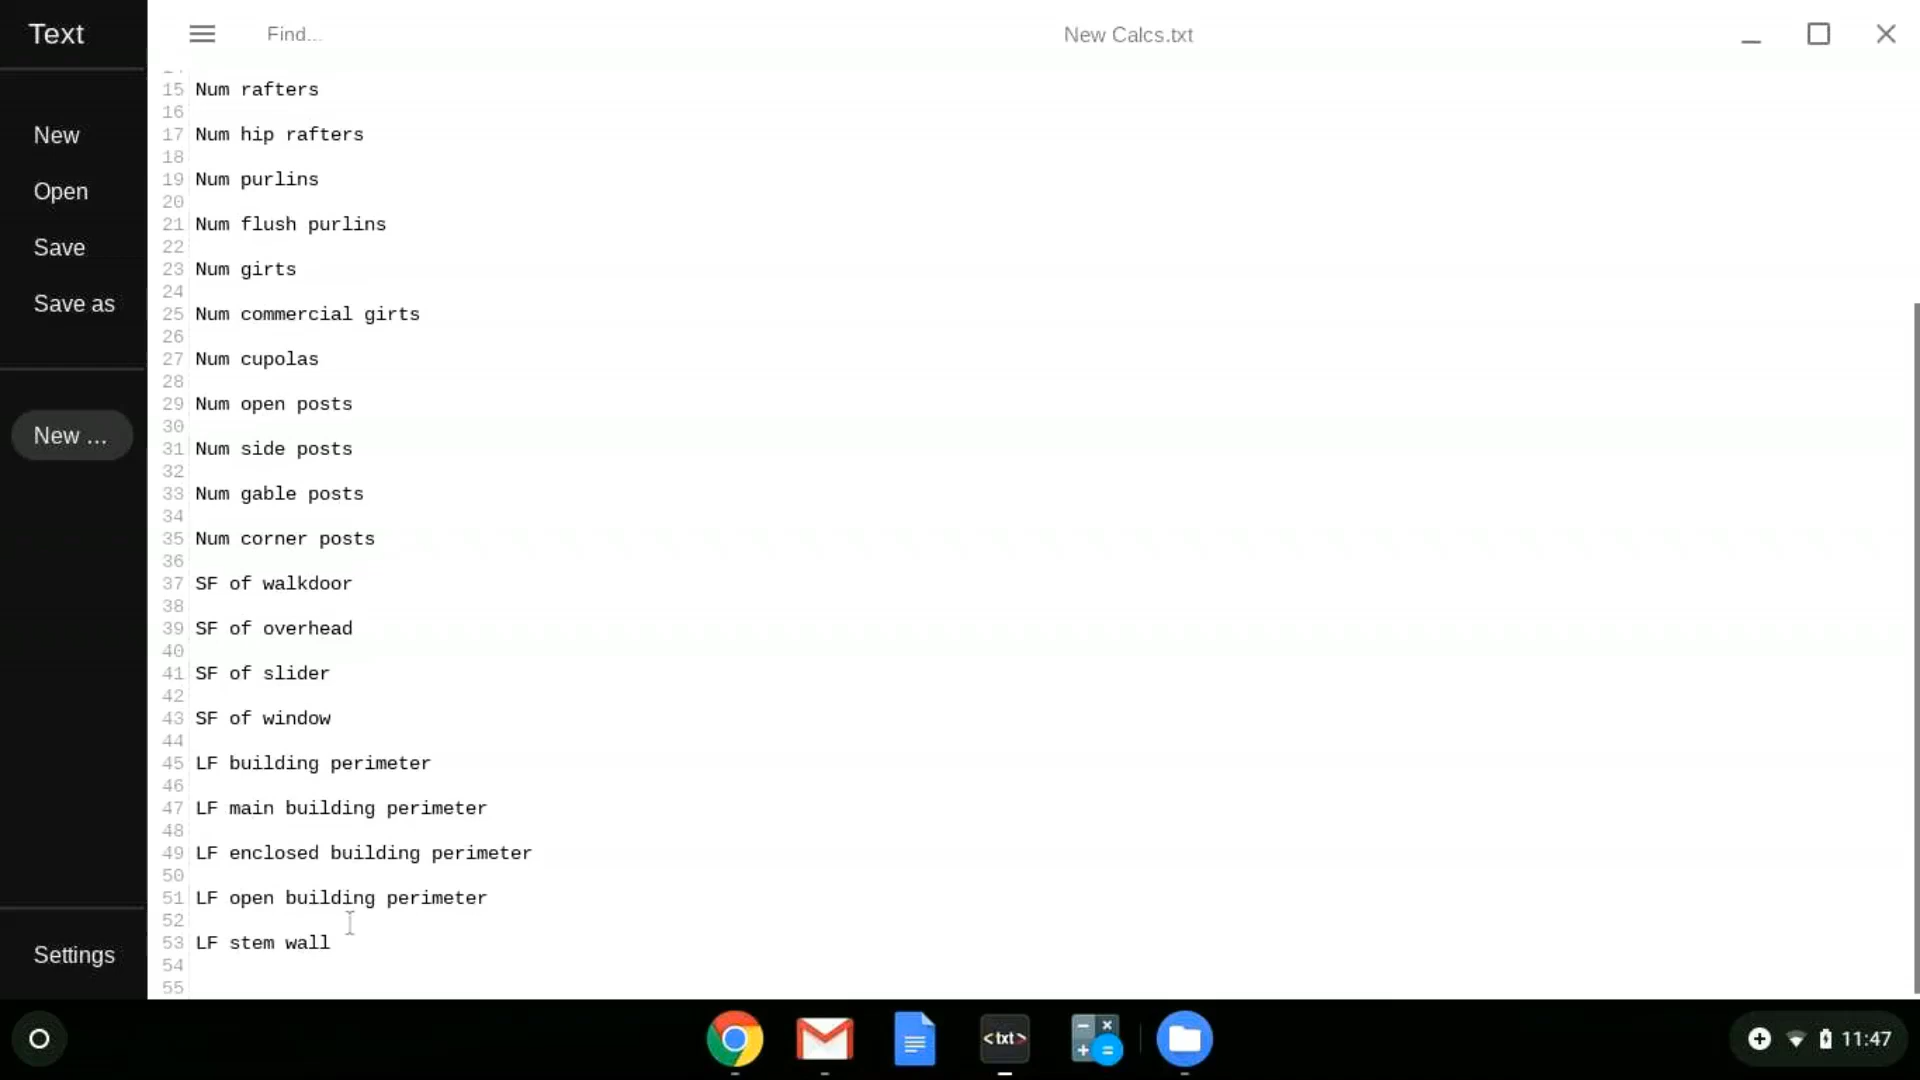 Text
Find...
New Calcs.txt
New
Open
Save
Save as
New ...
Settings
15 Num rafters
16
17 Num hip rafters
18
19 Num purlins
20
21 Num flush purlins
22
23 Num girts
24
25 Num commercial girts
26
27 Num cupolas
28
29 Num open posts
30
31 Num side posts
32
33 Num gable posts
34
35 Num corner posts
36
37 SF of walkdoor
38
39 SF of overhead
40
41 SF of slider
42
43 SF of window
44
45 LF building perimeter
46
47 LF main building perimeter
48
49 LF enclosed building perimeter
50
51 LF open building perimeter
52
53 LF stem wall
54
55
<txt>
11:47